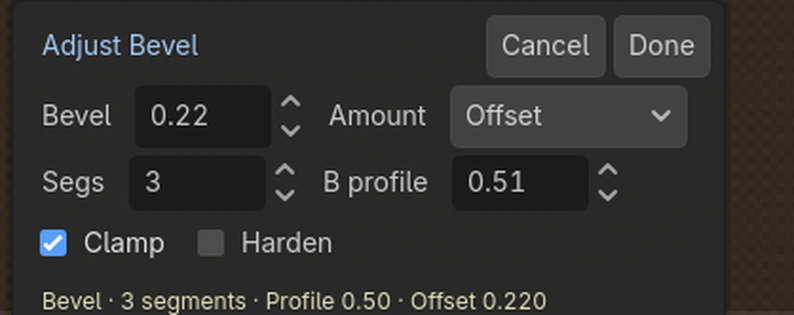 Adjust Bevel Cancel Done
Bevel 0.22 Amount Offset
Segs 3 B profile 0.51
Clamp Harden
Bevel · 3 segments · Profile 0.50 · Offset 0.220